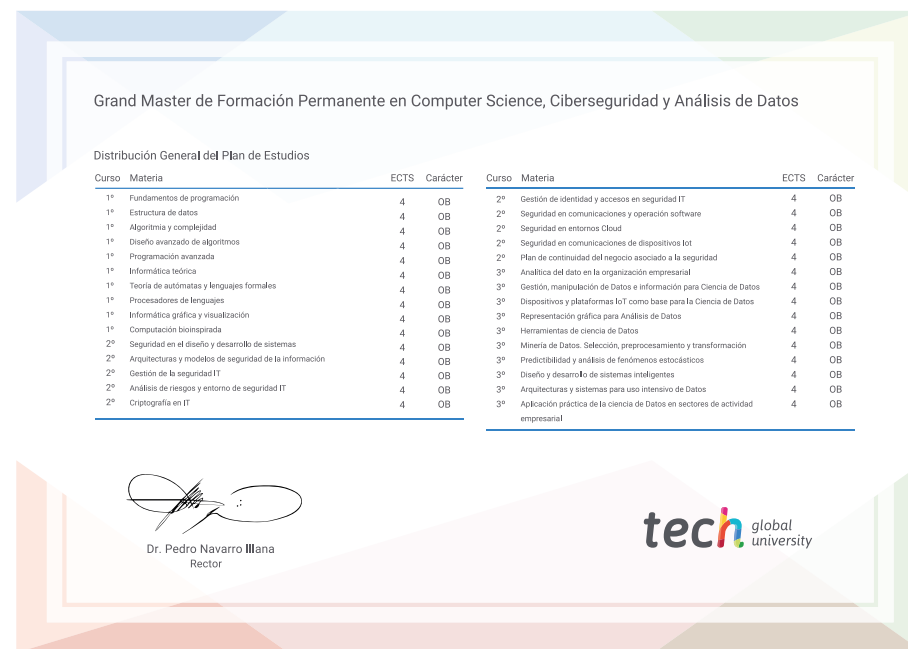 Grand Master de Formación Permanente en Computer Science, Ciberseguridad y Análisis de Datos
Distribución General del Plan de Estudios
Curso Materia ECTS Carácter
1º Fundamentos de programación 4 OB
1º Estructura de datos 4 OB
1º Algoritmia y complejidad 4 OB
1º Diseño avanzado de algoritmos 4 OB
1º Programación avanzada 4 OB
1º Informática teórica 4 OB
1º Teoría de autómatas y lenguajes formales 4 OB
1º Procesadores de lenguajes 4 OB
1º Informática gráfica y visualización 4 OB
1º Computación bioinspirada 4 OB
2º Seguridad en el diseño y desarrollo de sistemas 4 OB
2º Arquitecturas y modelos de seguridad de la información 4 OB
2º Gestión de la seguridad IT 4 OB
2º Análisis de riesgos y entorno de seguridad IT 4 OB
2º Criptografía en IT 4 OB
Curso Materia ECTS Carácter
2º Gestión de identidad y accesos en seguridad IT 4 OB
2º Seguridad en comunicaciones y operación software 4 OB
2º Seguridad en entornos Cloud 4 OB
2º Seguridad en comunicaciones de dispositivos Iot 4 OB
2º Plan de continuidad del negocio asociado a la seguridad 4 OB
3º Analítica del dato en la organización empresarial 4 OB
3º Gestión, manipulación de Datos e información para Ciencia de Datos 4 OB
3º Dispositivos y plataformas IoT como base para la Ciencia de Datos 4 OB
3º Representación gráfica para Análisis de Datos 4 OB
3º Herramientas de ciencia de Datos 4 OB
3º Minería de Datos. Selección, preprocesamiento y transformación 4 OB
3º Predictibilidad y análisis de fenómenos estocásticos 4 OB
3º Diseño y desarrollo de sistemas inteligentes 4 OB
3º Arquitecturas y sistemas para uso intensivo de Datos 4 OB
3º Aplicación práctica de la ciencia de Datos en sectores de actividad 4 OB
empresarial
Dr. Pedro Navarro Illana
Rector
tech global
university